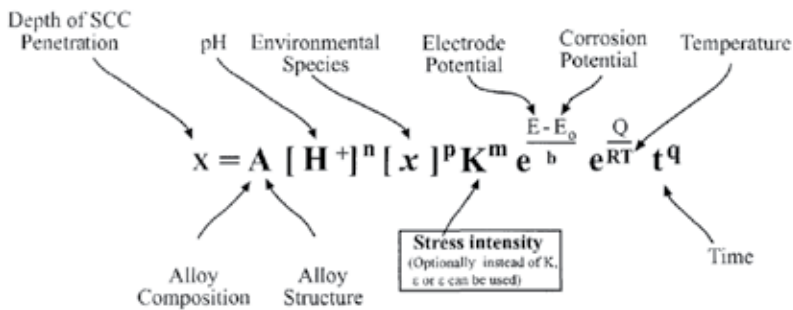 Depth of SCC
Penetration
pH
Environmental
Species
Electrode
Potential
Corrosion
Potential
Temperature
x = A [ H +]ⁿ [ x ]ᵖ Kᵐ e^((E - E₀)/b) e^(Q/RT) t^q
Stress intensity
(Optionally instead of K,
ε or ε can be used)
Time
Alloy
Composition
Alloy
Structure